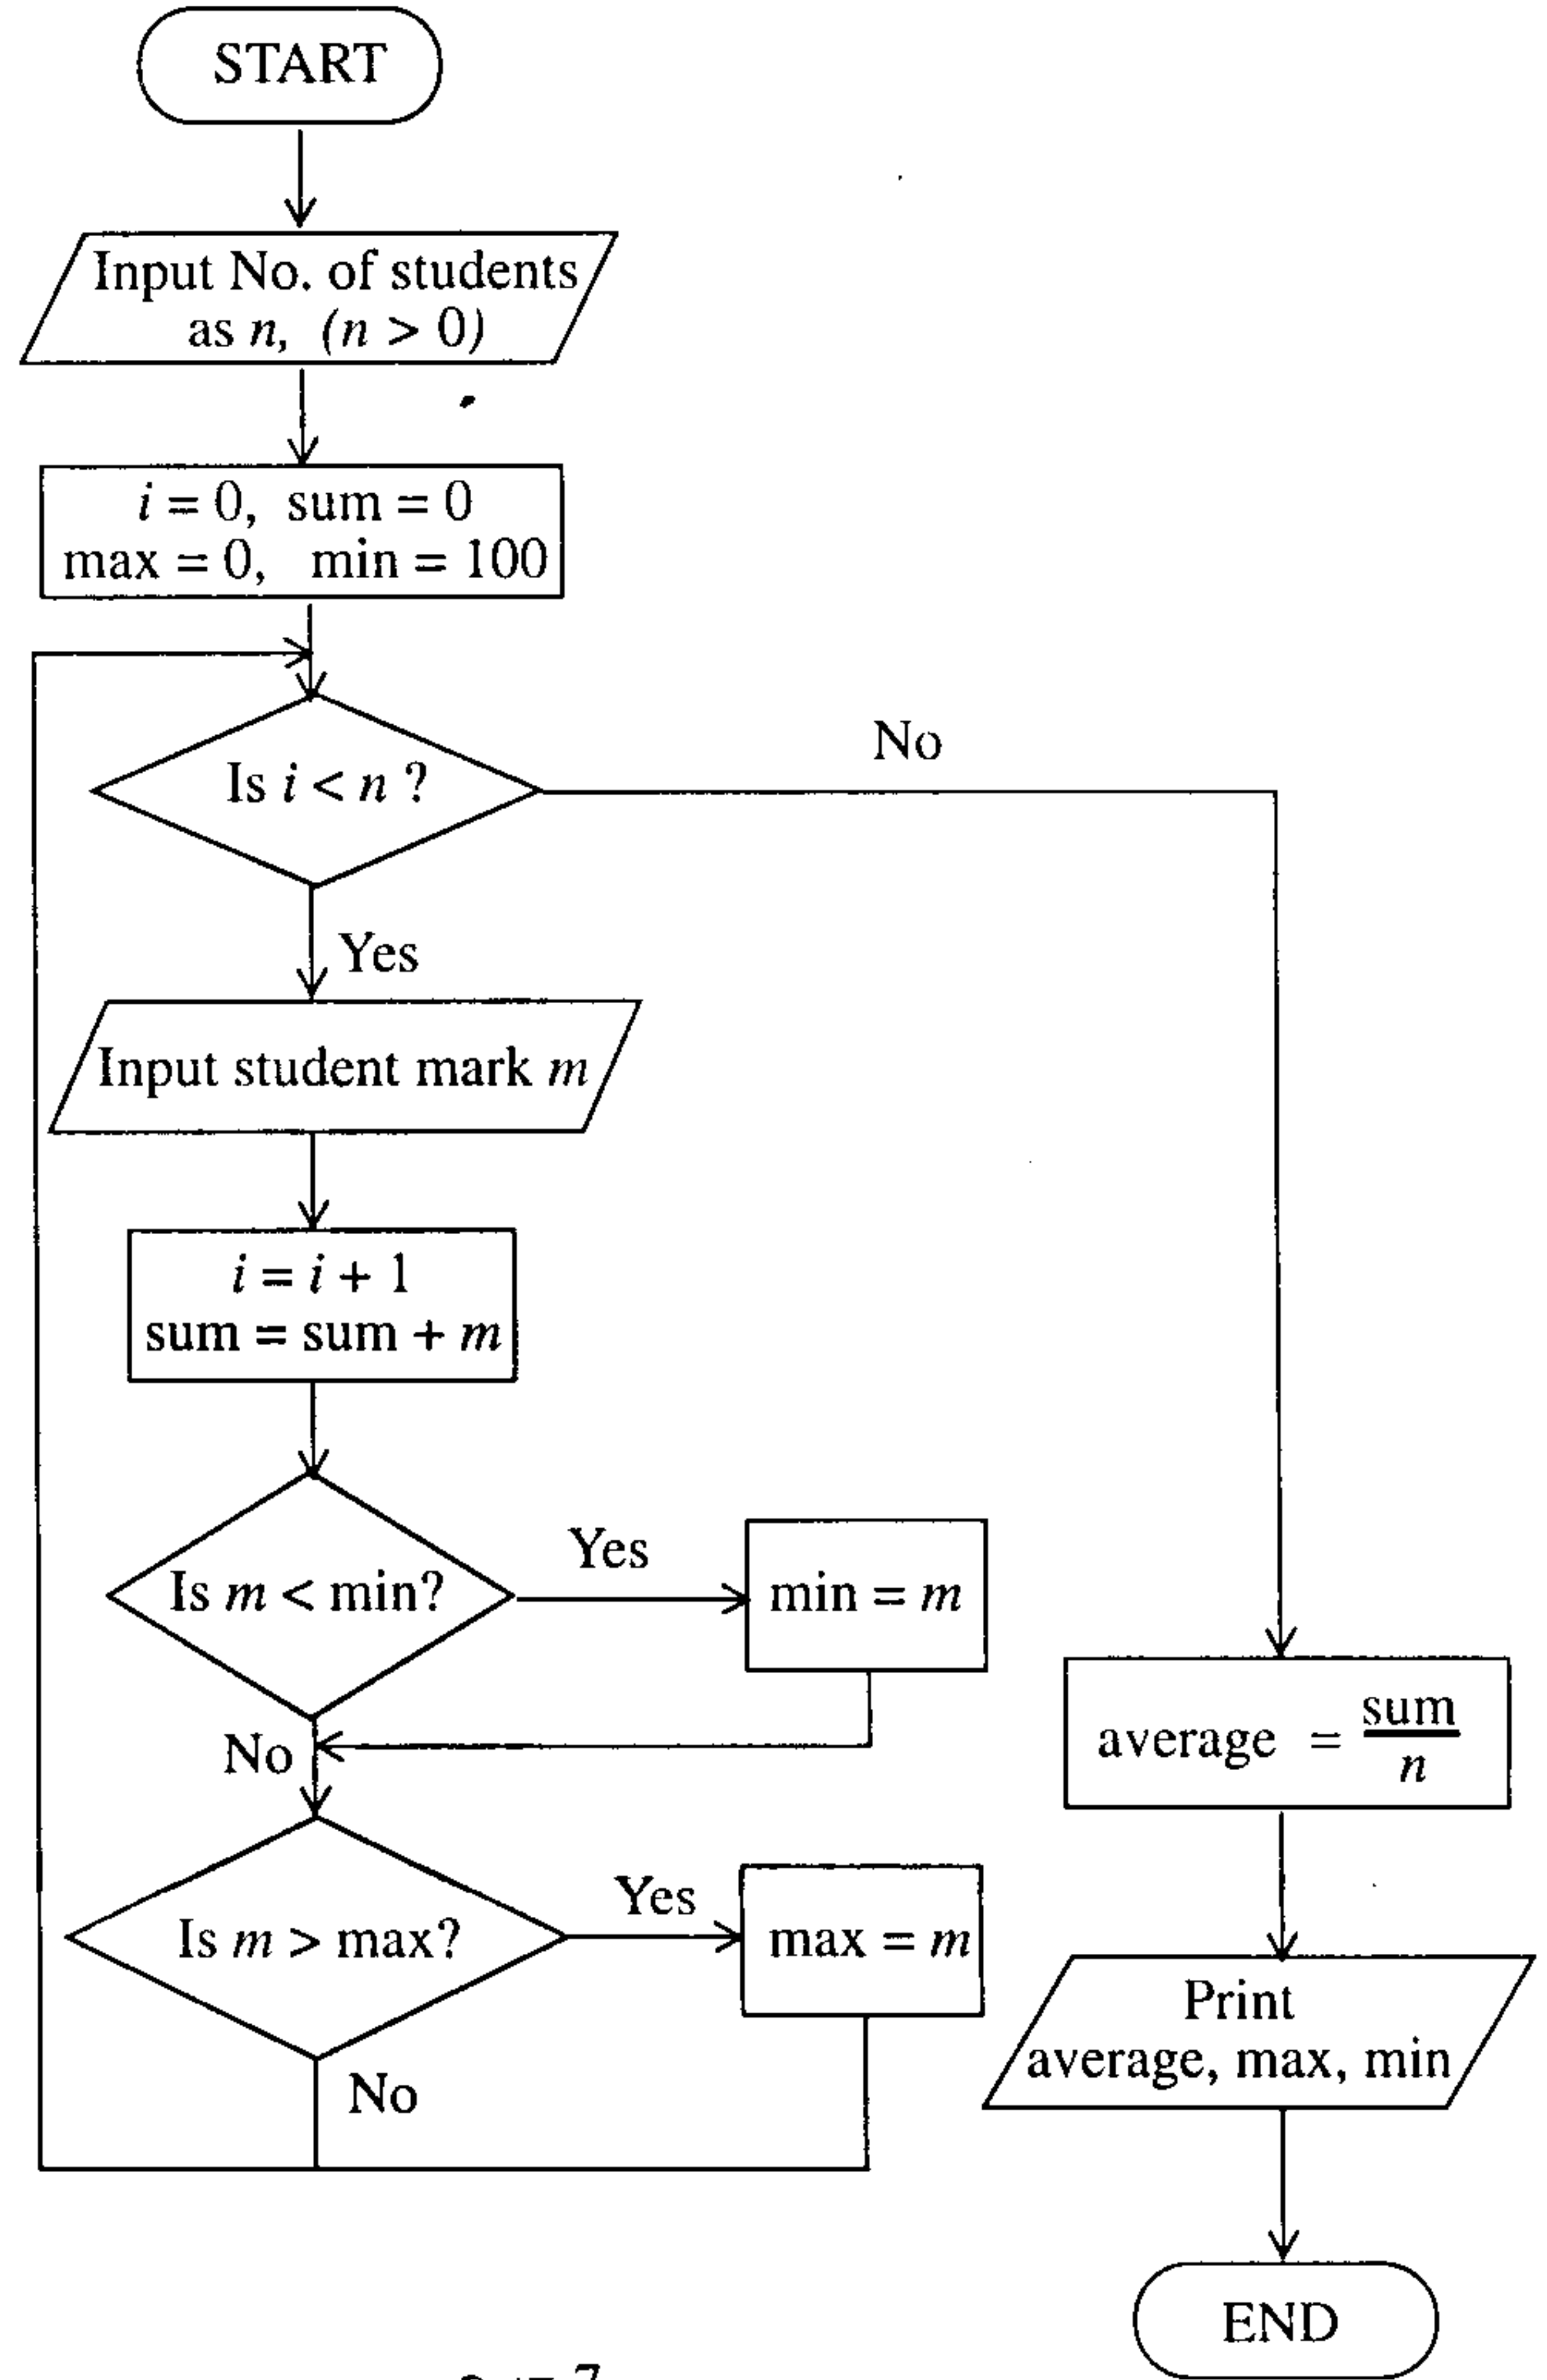 START
Input No. of students
as n, (n > 0)
i = 0, sum = 0
max = 0, min = 100
Is i < n ?
No
Yes
Input student mark m
i = i + 1
sum = sum + m
Is m < min?
Yes
min = m
No
Is m > max?
Yes
max = m
No
average = sum
n
Print
average, max, min
END